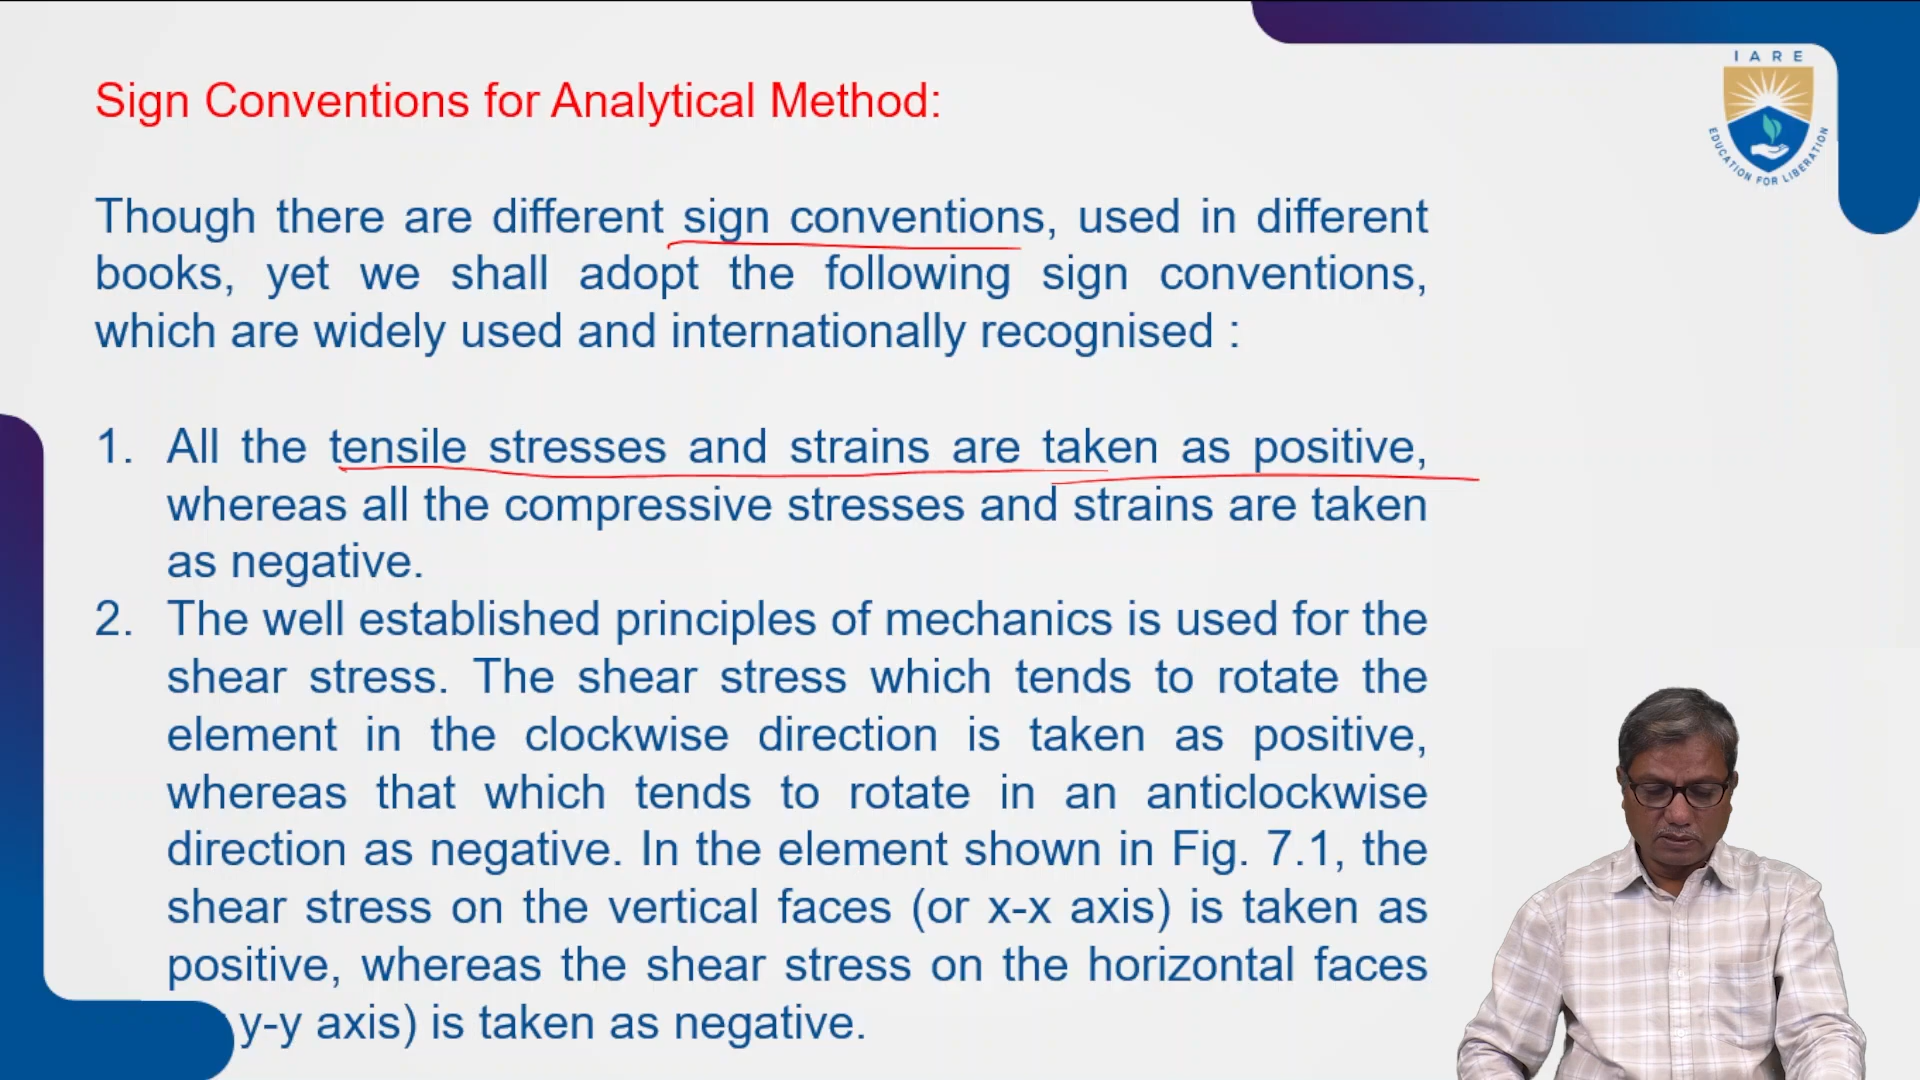 I A R E
EDUCATION FOR LIBERATION
Sign Conventions for Analytical Method:
Though there are different sign conventions, used in different
books, yet we shall adopt the following sign conventions,
which are widely used and internationally recognised :
1. All the tensile stresses and strains are taken as positive,
whereas all the compressive stresses and strains are taken
as negative.
2. The well established principles of mechanics is used for the
shear stress. The shear stress which tends to rotate the
element in the clockwise direction is taken as positive,
whereas that which tends to rotate in an anticlockwise
direction as negative. In the element shown in Fig. 7.1, the
shear stress on the vertical faces (or x-x axis) is taken as
positive, whereas the shear stress on the horizontal faces
y-y axis) is taken as negative.